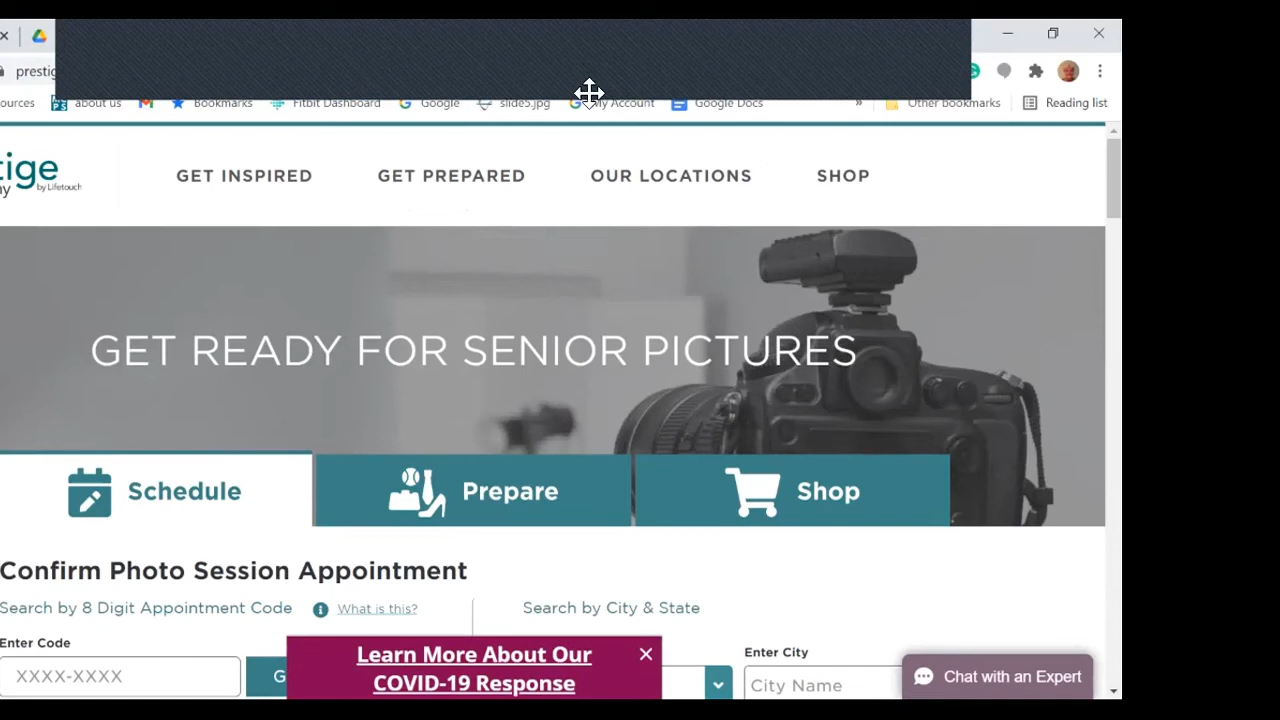 prestig
ources about us Bookmarks Fitbit Dashboard Google slide5.jpg My Account Google Docs » Other bookmarks Reading list
tige
ny by Lifetouch
GET INSPIRED GET PREPARED OUR LOCATIONS SHOP
GET READY FOR SENIOR PICTURES
Schedule Prepare Shop
Confirm Photo Session Appointment
Search by 8 Digit Appointment Code What is this? Search by City & State
Enter Code
Enter City
XXXX-XXXX
G
City Name
Learn More About Our
COVID-19 Response
Chat with an Expert